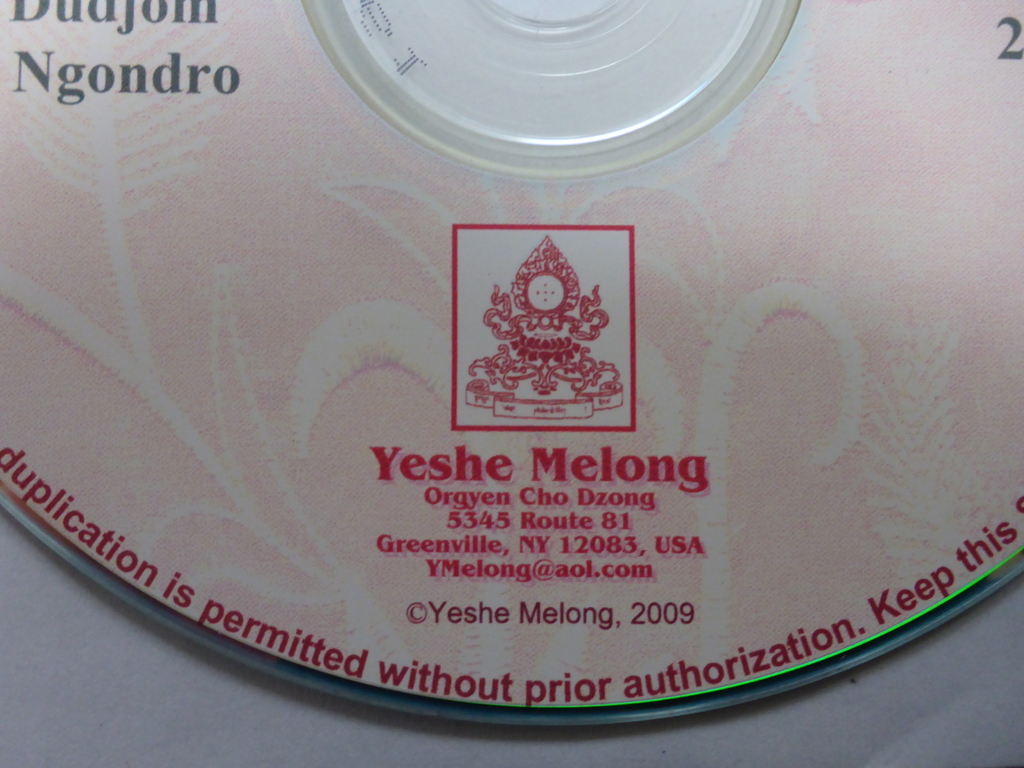 Dudjom
Ngondro
2
Yeshe Melong
Orgyen Cho Dzong
5345 Route 81
Greenville, NY 12083, USA
YMelong@aol.com
©Yeshe Melong, 2009
duplication is permitted without prior authorization. Keep this